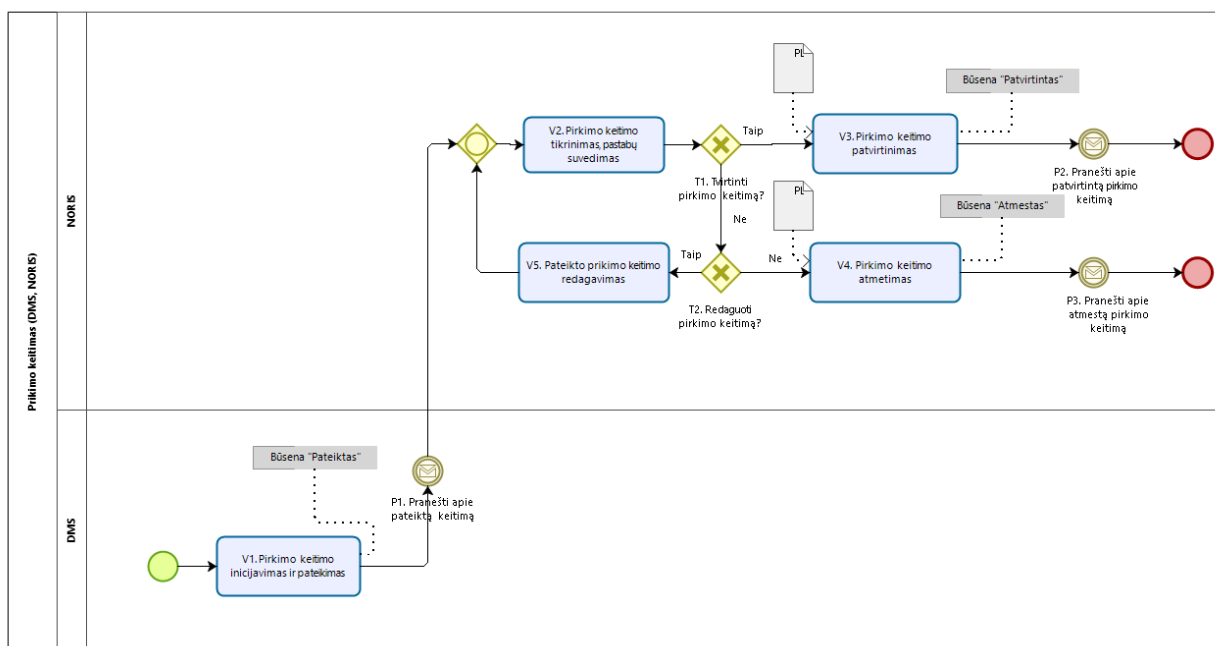 Prikimo keitimas (DMS, NORIS)
NORIS
PL
Būsena "Patvirtintas"
V2. Pirkimo keitimo
tikrinimas, pastabų
suvedimas
Taip
V3. Pirkimo keitimo
patvirtinimas
T1. Tvirtinti
pirkimo keitimą?
P2. Pranešti apie
patvirtintą pirkimo
keitimą
PL
Būsena "Atmestas"
Ne
V5. Pateikto prikimo keitimo
redagavimas
Taip
Ne
V4. Pirkimo keitimo
atmetimas
T2. Redaguoti
pirkimo keitimą?
P3. Pranešti apie
atmestą pirkimo
keitimą
DMS
Būsena "Pateiktas"
P1. Pranešti apie
pateiktą keitimą
V1. Pirkimo keitimo
inicijavimas ir pateikimas